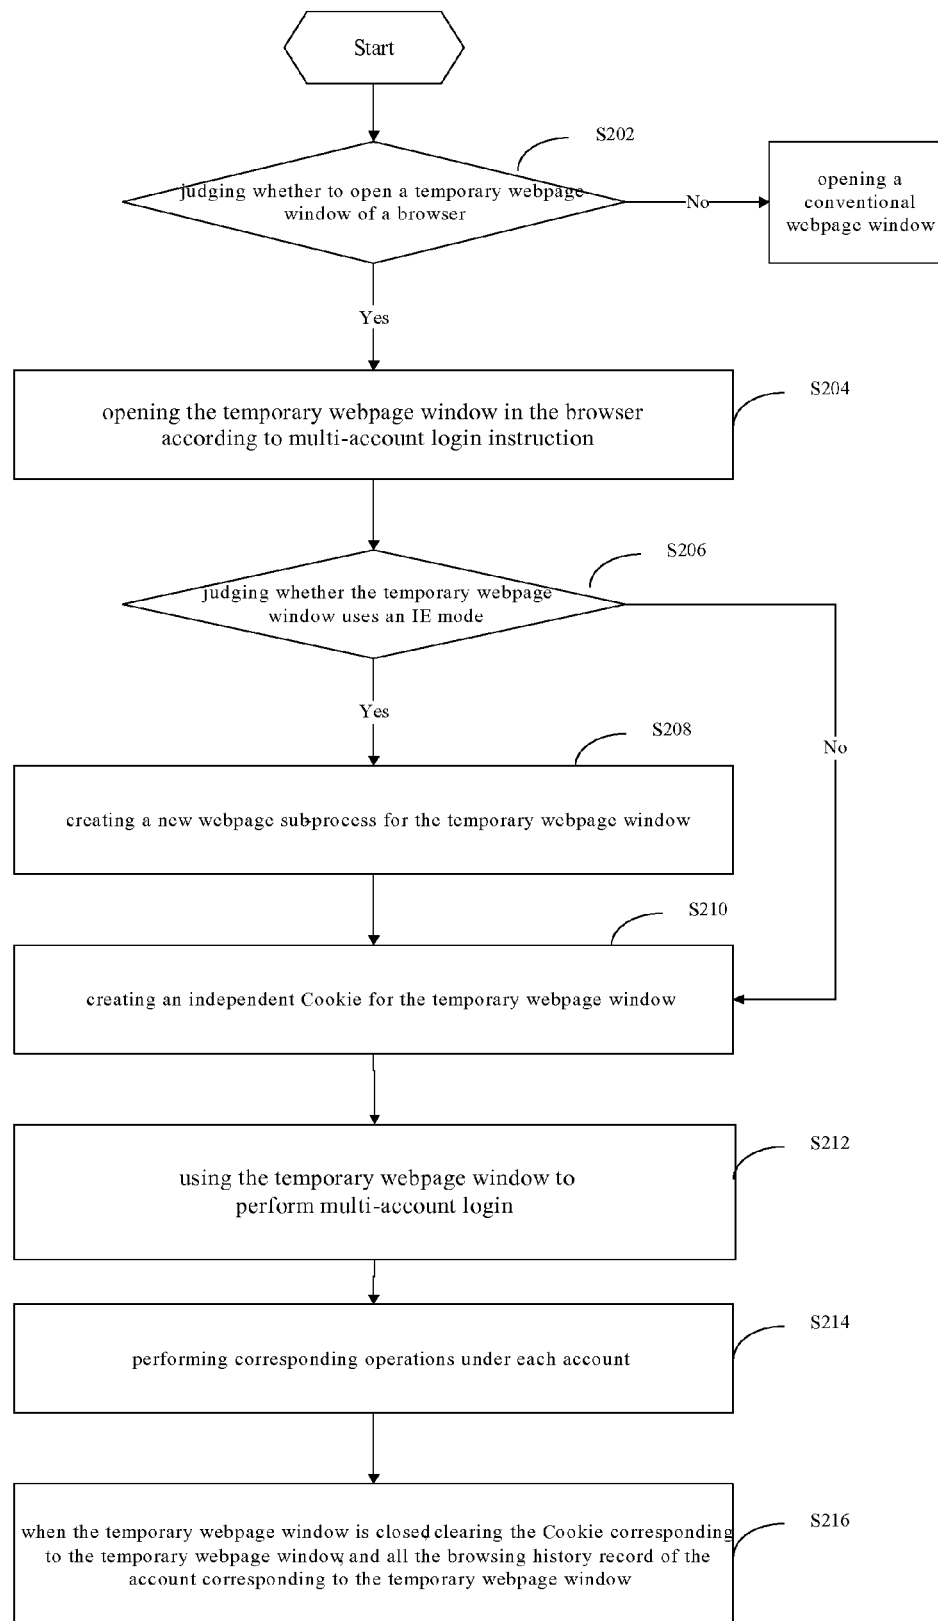 Start
S202
judging whether to open a temporary webpage
window of a browser
No
opening a
conventional
webpage window
Yes
S204
opening the temporary webpage window in the browser
according to multi-account login instruction
S206
judging whether the temporary webpage
window uses an IE mode
Yes
No
S208
creating a new webpage sub-process for the temporary webpage window
S210
creating an independent Cookie for the temporary webpage window
S212
using the temporary webpage window to
perform multi-account login
S214
performing corresponding operations under each account
S216
when the temporary webpage window is closed, clearing the Cookie corresponding
to the temporary webpage window, and all the browsing history record of the
account corresponding to the temporary webpage window